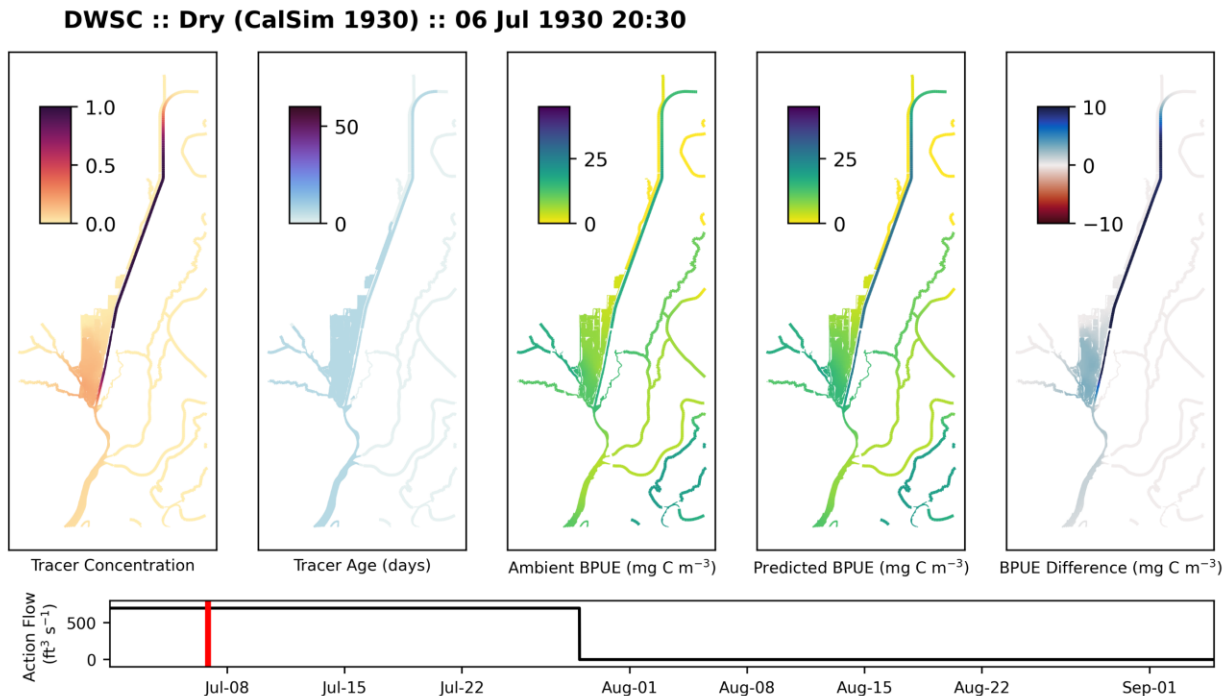 DWSC :: Dry (CalSim 1930) :: 06 Jul 1930 20:30
1.0
0.5
0.0
50
0
25
0
25
0
10
0
−10
Tracer Concentration
Tracer Age (days)
Ambient BPUE (mg C m⁻³)
Predicted BPUE (mg C m⁻³)
BPUE Difference (mg C m⁻³)
Action Flow
(ft³ s⁻¹)
500
0
Jul-08
Jul-15
Jul-22
Aug-01
Aug-08
Aug-15
Aug-22
Sep-01